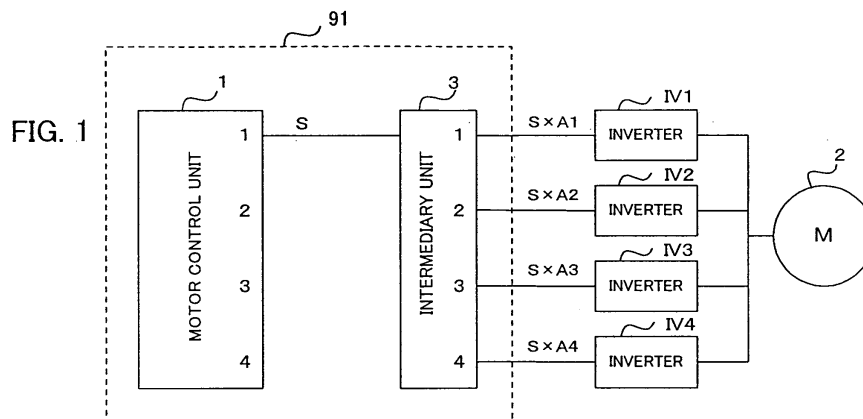 91
FIG. 1
1
MOTOR CONTROL UNIT
1
2
3
4
S
3
INTERMEDIARY UNIT
1
2
3
4
S×A1
IV1
INVERTER
S×A2
IV2
INVERTER
S×A3
IV3
INVERTER
S×A4
IV4
INVERTER
2
M